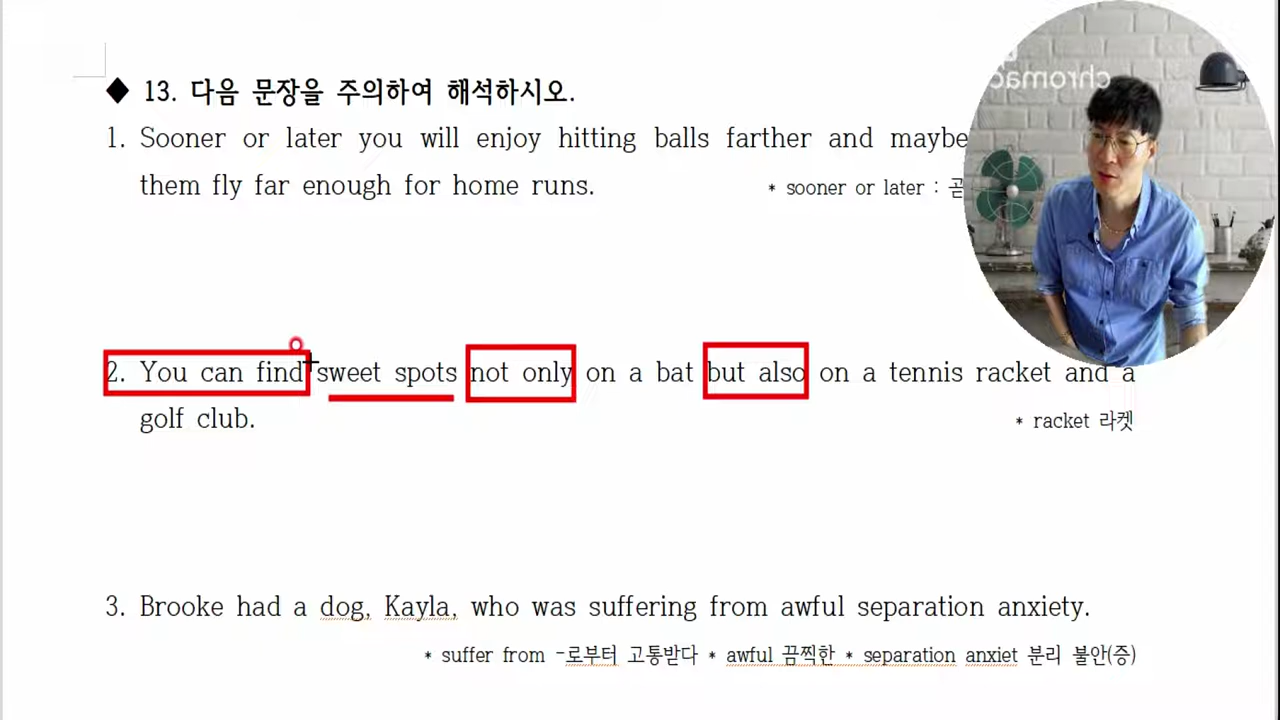 ◆ 13. 다음 문장을 주의하여 해석하시오.
chromac
1. Sooner or later you will enjoy hitting balls farther and maybe
them fly far enough for home runs.
* sooner or later : 곧
2. You can find sweet spots not only on a bat but also on a tennis racket and a
golf club.
* racket 라켓
3. Brooke had a dog, Kayla, who was suffering from awful separation anxiety.
* suffer from -로부터 고통받다 * awful 끔찍한 * separation anxiet 분리 불안(증)